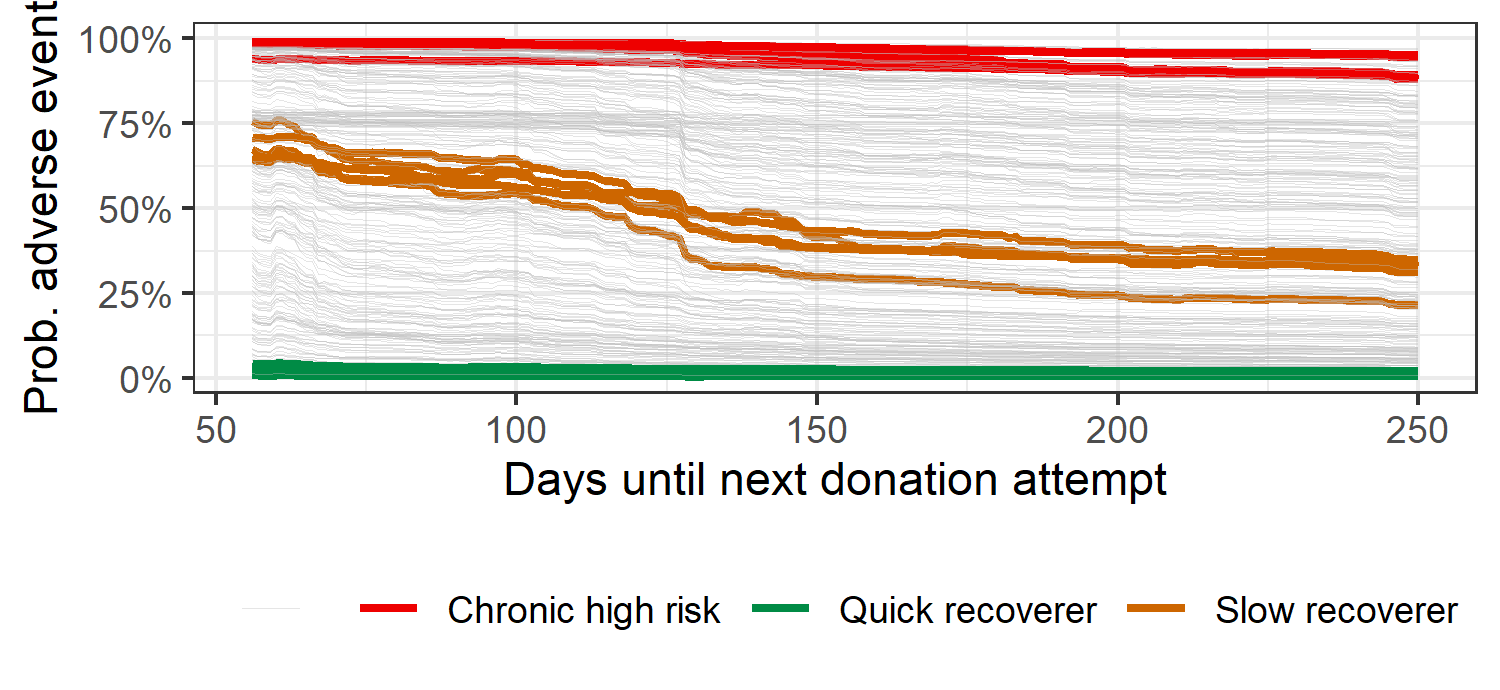 Prob. adverse event
100%
75%
50%
25%
0%
50 100 150 200 250
Days until next donation attempt
Chronic high risk Quick recoverer Slow recoverer